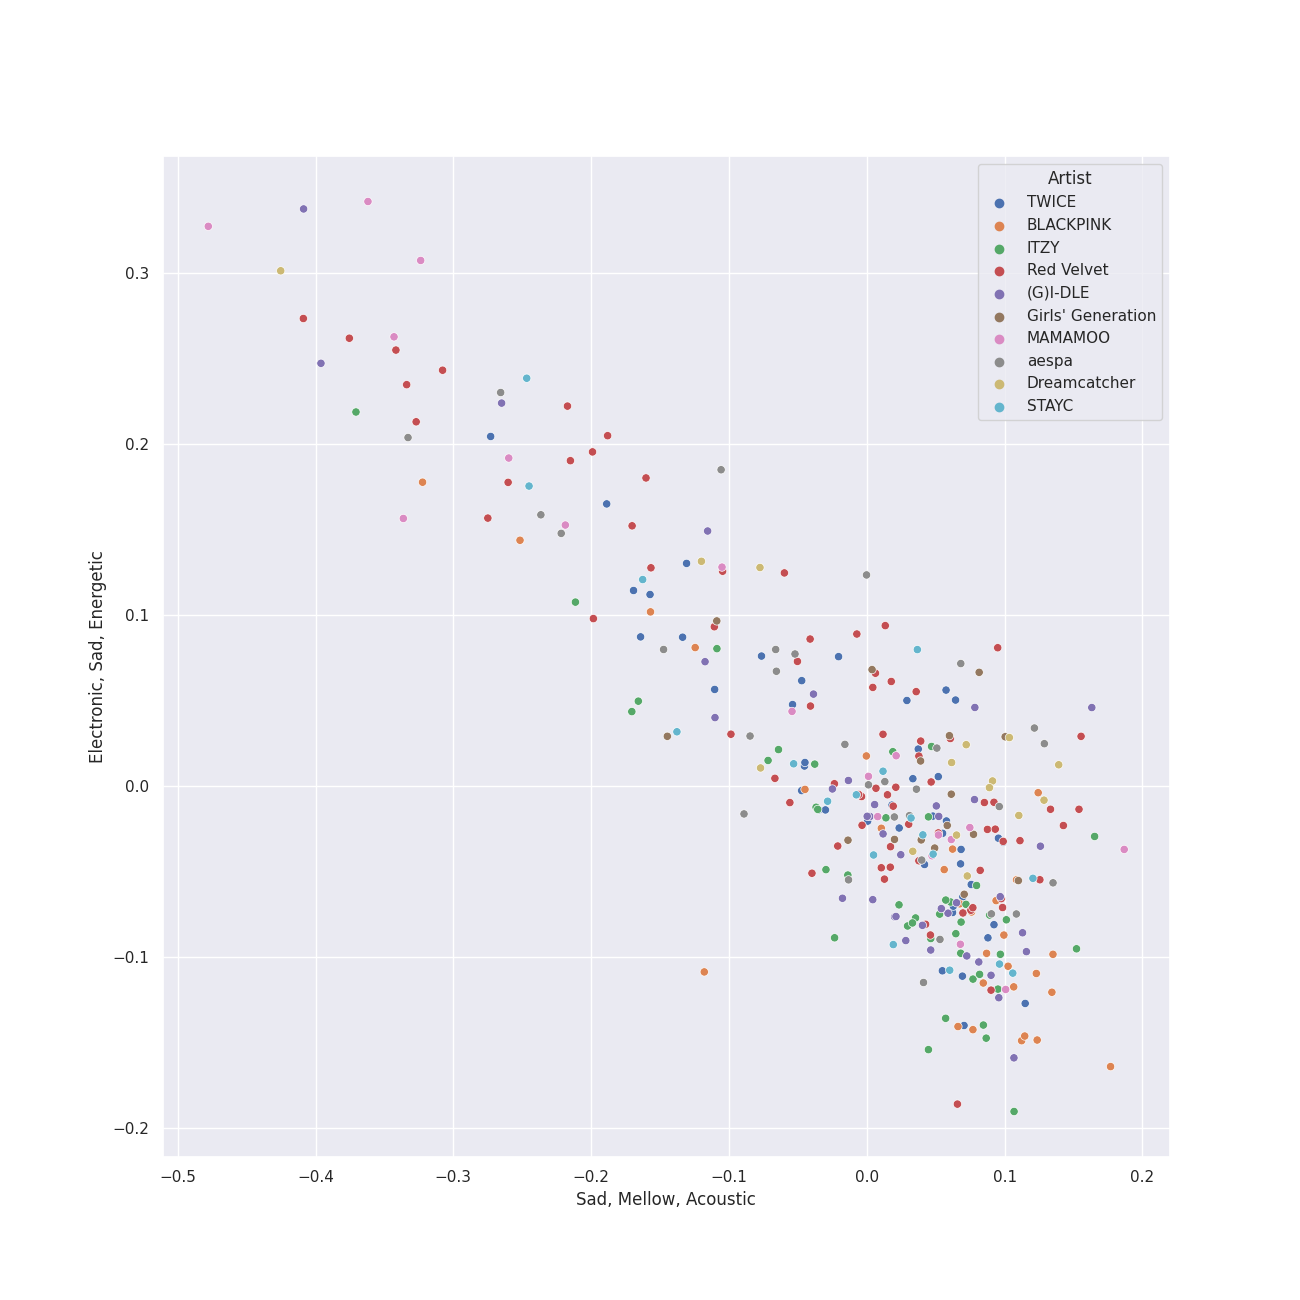 Artist
TWICE
BLACKPINK
ITZY
Red Velvet
(G)I-DLE
Girls' Generation
MAMAMOO
aespa
Dreamcatcher
STAYC
0.3
0.2
0.1
0.0
−0.1
−0.2
Electronic, Sad, Energetic
−0.5 −0.4 −0.3 −0.2 −0.1 0.0 0.1 0.2
Sad, Mellow, Acoustic